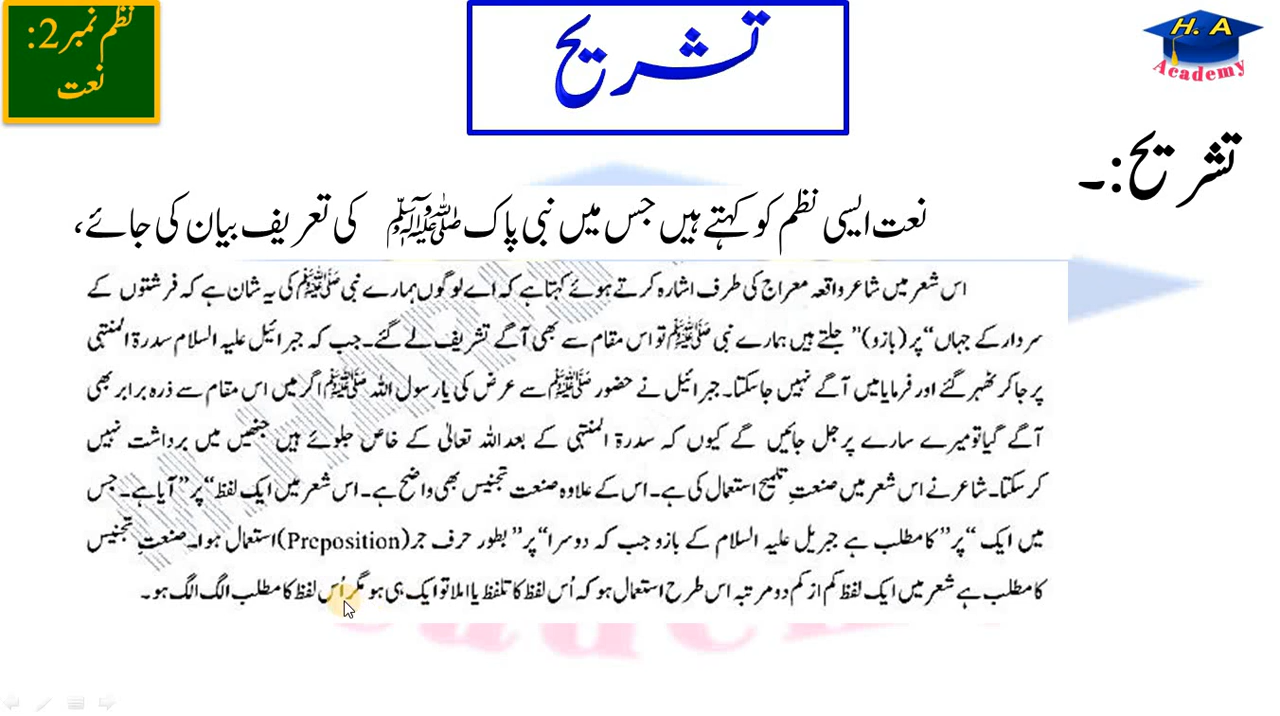 نظم نمبر2:
نعت
تشریح
H. A
Academy
تشریح:۔
نعت ایسی نظم کو کہتے ہیں جس میں نبی پاک ﷺ کی تعریف بیان کی جائے،
اس شعر میں شاعر واقعہ معراج کی طرف اشارہ کرتے ہوئے کہتا ہے کہ اے لوگوں ہمارے نبی ﷺ کی یہ شان ہے کہ فرشتوں کے
سردار کے جہاں “پر (بازو)” جلتے ہیں ہمارے نبی ﷺ تو اس مقام سے بھی آگے تشریف لے گئے۔ جب کہ جبرائیل علیہ السلام سدرۃ المنتہی
پر جا کر ٹھہر گئے اور فرمایا میں آگے نہیں جا سکتا۔ جبرائیل نے حضور ﷺ سے عرض کی یا رسول اللہ ﷺ اگر میں اس مقام سے ذرہ برابر بھی
آگے گیا تو میرے سارے پر جل جائیں گے کیوں کہ سدرۃ المنتہی کے بعد اللہ تعالیٰ کے خاص جلوئے ہیں جنھیں میں برداشت نہیں
کر سکتا۔ شاعر نے اس شعر میں صنعتِ تلمیح استعمال کی ہے۔ اس کے علاوہ صنعت تجنیس بھی واضح ہے۔ اس شعر میں ایک لفظ “پر” آیا ہے۔ جس
میں ایک “پر” کا مطلب ہے جبریل علیہ السلام کے بازو جب کہ دوسرا “پر” بطور حرف جر (Preposition) استعمال ہوا۔ صنعتِ تجنیس
کا مطلب ہے شعر میں ایک لفظ کم از کم دو مرتبہ اس طرح استعمال ہو کہ اُس لفظ کا تلفظ یا املا تو ایک ہی ہو مگر اُس لفظ کا مطلب الگ الگ ہو۔